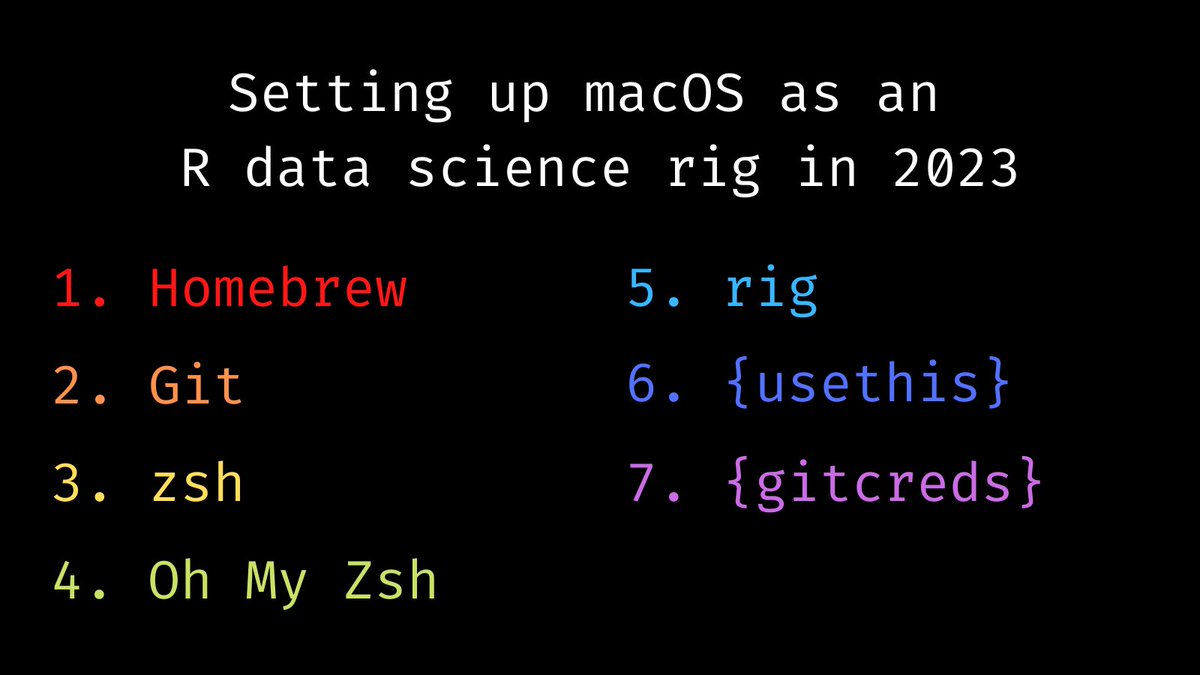 Setting up macOS as an
R data science rig in 2023
1. Homebrew
2. Git
3. zsh
4. Oh My Zsh
5. rig
6. {usethis}
7. {gitcreds}